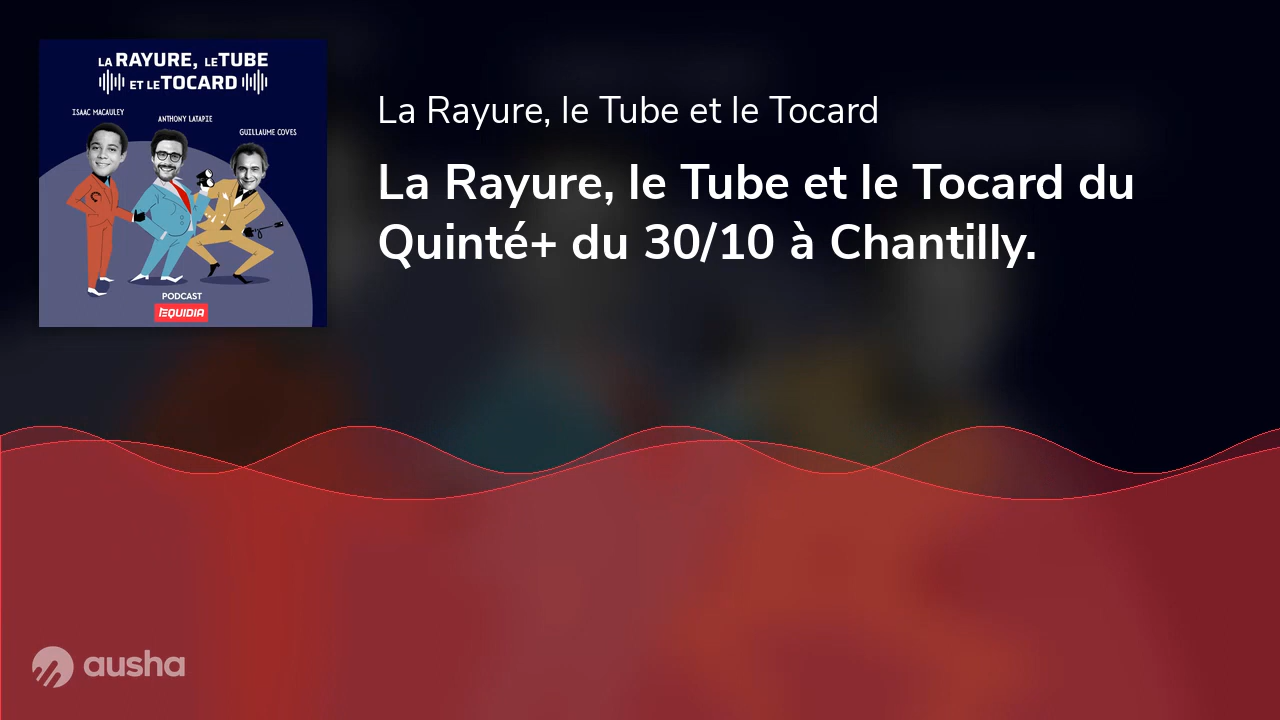 LA RAYURE, LE TUBE
ET LE TOCARD
ISAAC MACAULEY
ANTHONY LATAPIE
GUILLAUME COVES
PODCAST
EQUIDIA
La Rayure, le Tube et le Tocard
La Rayure, le Tube et le Tocard du
Quinté+ du 30/10 à Chantilly.
ausha